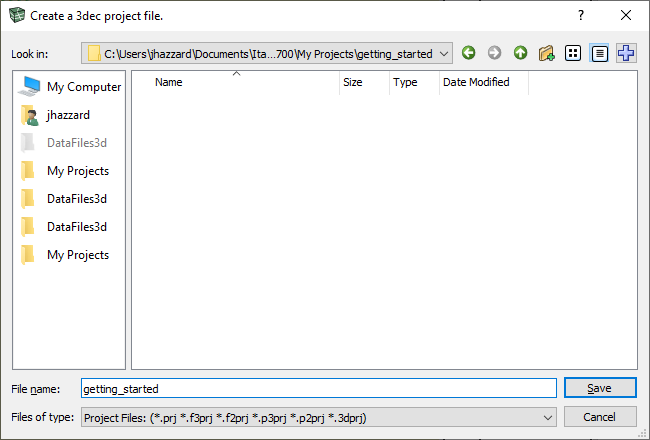 Create a 3dec project file.
?
Look in: C:\Users\jhazzard\Documents\Ita...700\My Projects\getting_started
My Computer
jhazzard
DataFiles3d
My Projects
DataFiles3d
DataFiles3d
My Projects
Name Size Type Date Modified
File name: getting_started Save
Files of type: Project Files: (*.prj *.f3prj *.f2prj *.p3prj *.p2prj *.3dprj) Cancel